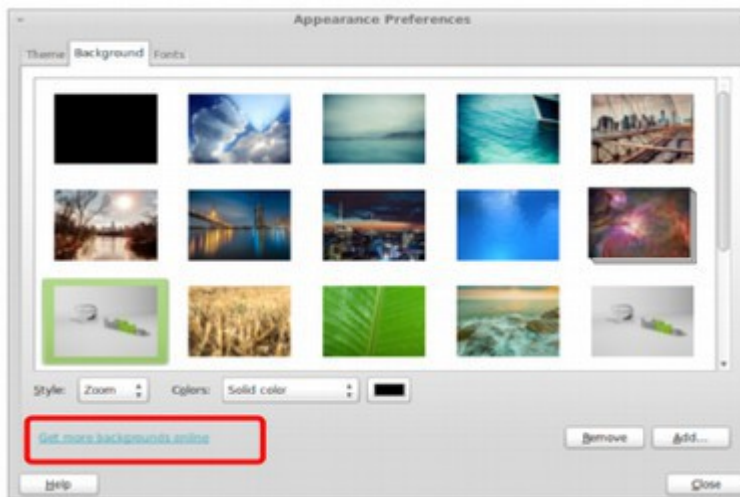 Appearance Preferences
Theme Background Fonts
Style: Zoom Colors: Solid color
Get more backgrounds online
Remove Add...
Help Close